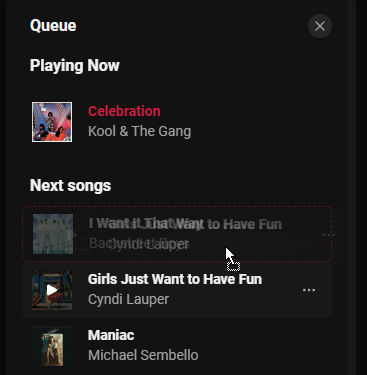 Queue
Playing Now
Celebration
Kool & The Gang
Next songs
I Want It That Way
Girls Just Want to Have Fun
Backstreet Boys
Cyndi Lauper
Girls Just Want to Have Fun
Cyndi Lauper
Maniac
Michael Sembello